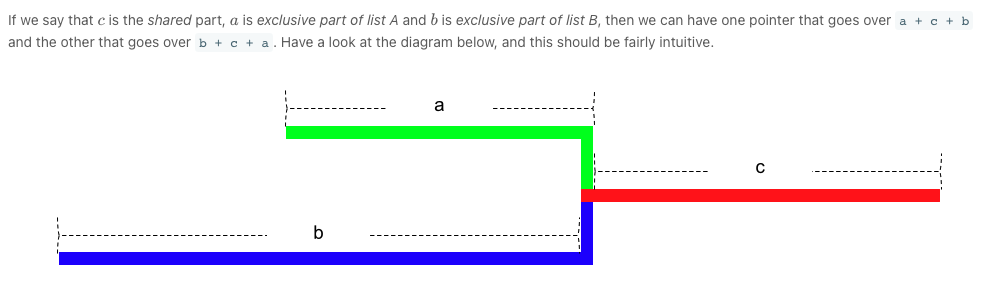 If we say that c is the shared part, a is exclusive part of list A and b is exclusive part of list B, then we can have one pointer that goes over a + c + b
and the other that goes over b + c + a. Have a look at the diagram below, and this should be fairly intuitive.
a
c
b